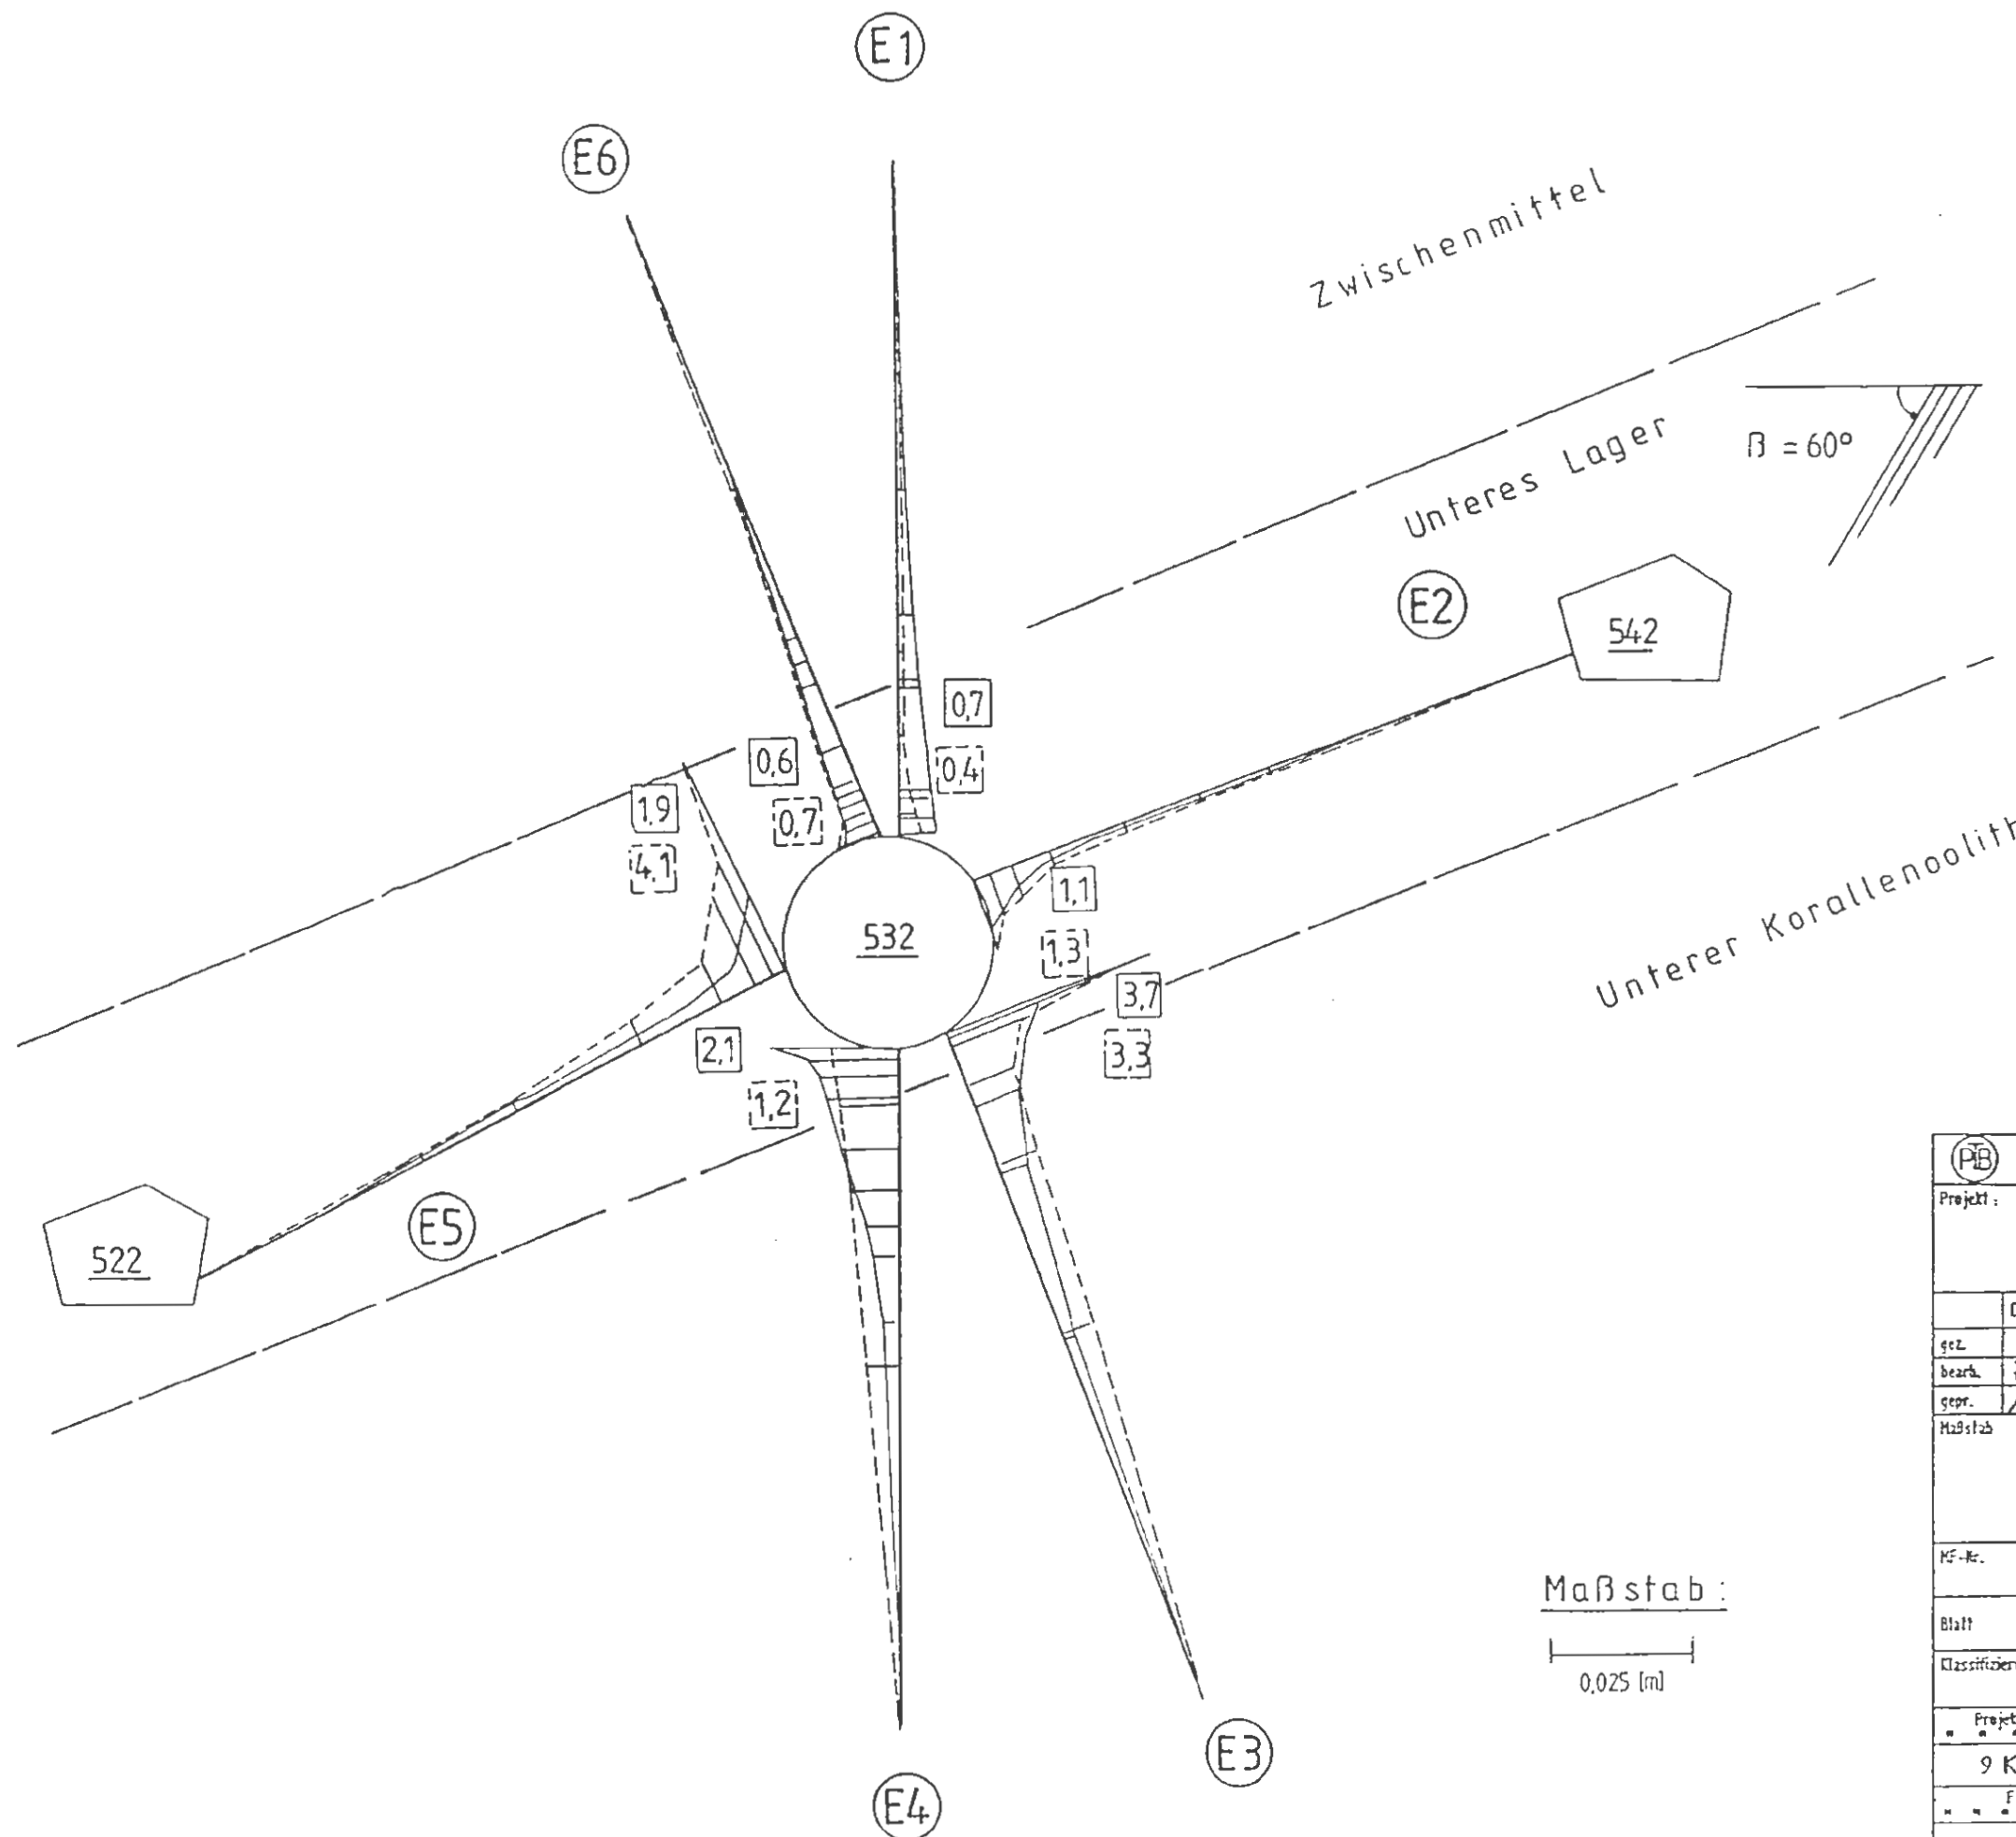 E1
E6
Zwischenmittel
Unteres Lager
ß = 60°
E2
542
0,7
0,6
0,4
1,9
0,7
4,1
1,1
532
1,3
Unterer Korallenoolith
3,7
2,1
3,3
1,2
E5
522
PTB
Projekt:
gez.
bearb.
gepr.
Maßstab
Maßstab:
0,025 [m]
Blatt
Projekt
9 K
F
E3
E4